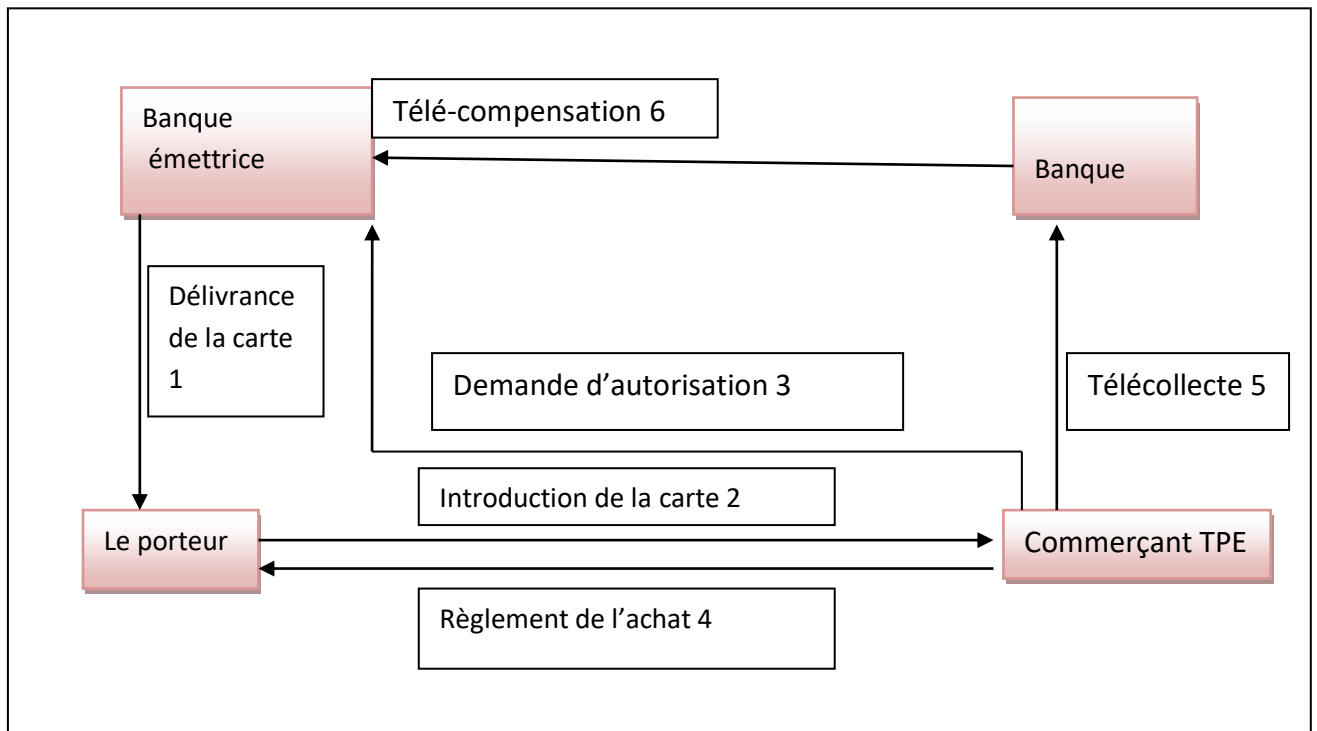 Banque
émettrice
Télé-compensation 6
Banque
Délivrance
de la carte
1
Demande d’autorisation 3
Télécollecte 5
Introduction de la carte 2
Le porteur
Commerçant TPE
Règlement de l’achat 4